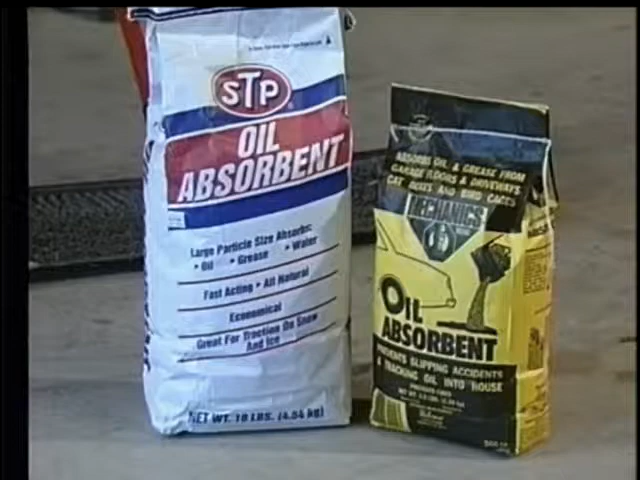 STP
OIL
ABSORBENT
Large Particle Size Absorbs:
• Oil • Grease • Water
Fast Acting • All Natural
Economical
Great For Traction On Snow
And Ice
NET WT. 10 LBS. (4.54 kg)
ABSORBS OIL & GREASE FROM
GARAGE FLOORS & DRIVEWAYS
CAT BOXES AND BIRD CAGES
MECHANICS
OIL
ABSORBENT
PREVENTS SLIPPING ACCIDENTS
& TRACKING OIL INTO HOUSE